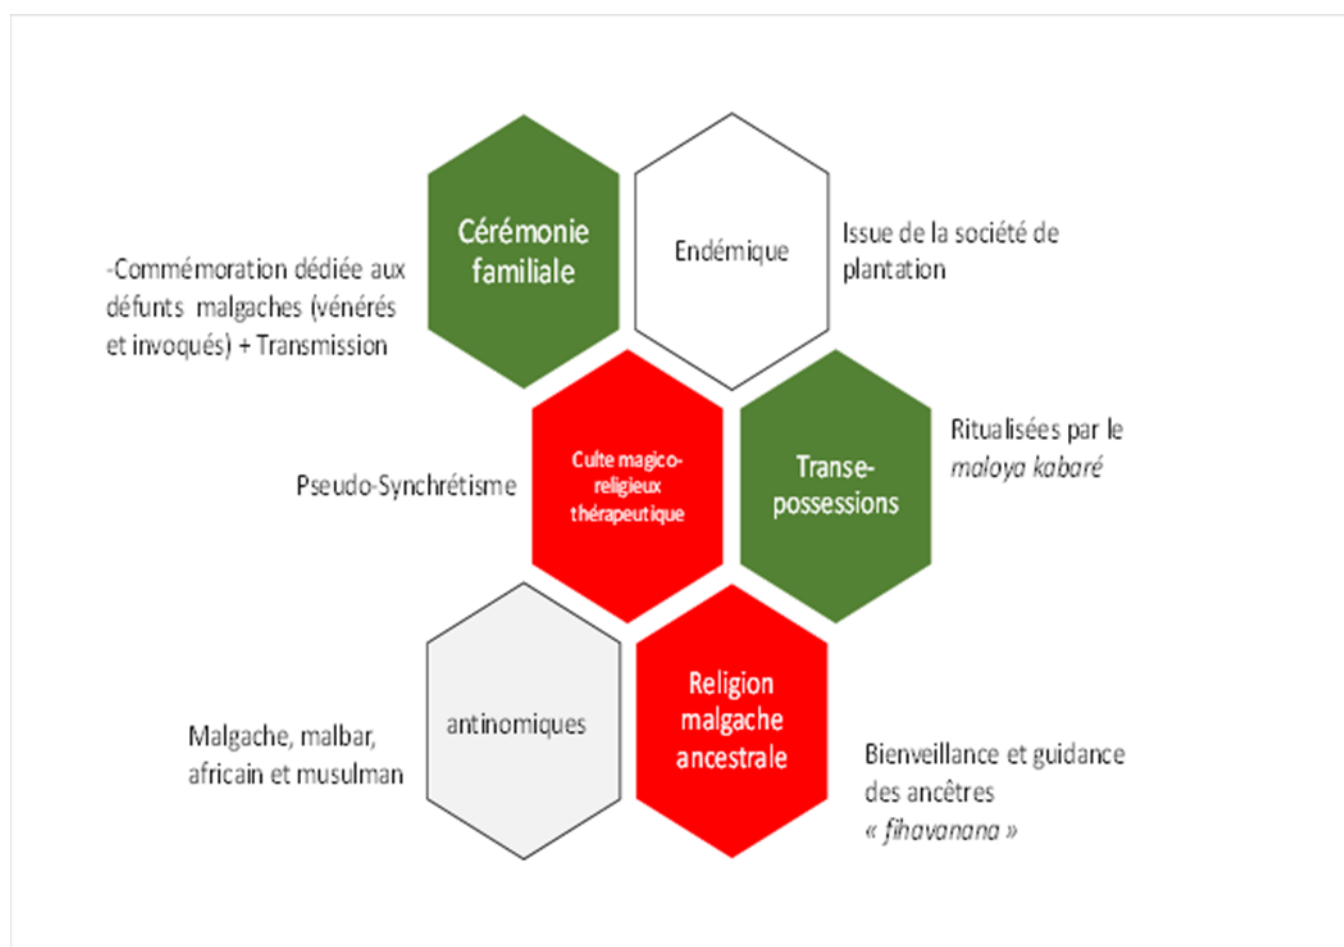 Cérémonie
familiale
-Commémoration dédiée aux
défunts malgaches (vénérés
et invoqués) + Transmission
Endémique
Issue de la société de
plantation
Culte magico-
religieux
thérapeutique
Pseudo-Synchrétisme
Transe-
possessions
Ritualisées par le
maloya kabaré
antinomiques
Malgache, malbar,
africain et musulman
Religion
malgache
ancestrale
Bienveillance et guidance
des ancêtres
« fihavanana »